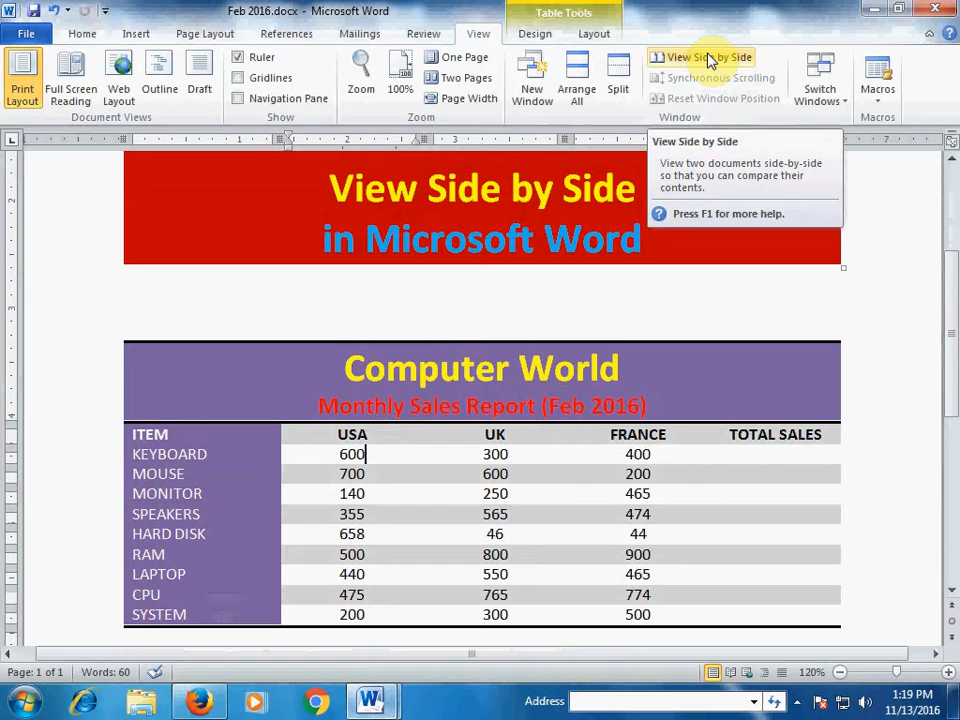 Feb 2016.docx - Microsoft Word
Table Tools
File Home Insert Page Layout References Mailings Review View Design Layout
Print Layout
Full Screen Reading
Web Layout
Outline
Draft
Document Views
Ruler
Gridlines
Navigation Pane
Show
Zoom
100%
One Page
Two Pages
Page Width
Zoom
New Window
Arrange All
Split
View Side by Side
Synchronous Scrolling
Reset Window Position
Window
Switch Windows
Macros
Macros
View Side by Side
View two documents side-by-side
so that you can compare their
contents.
Press F1 for more help.
View Side by Side
in Microsoft Word
Computer World
Monthly Sales Report (Feb 2016)
ITEM USA UK FRANCE TOTAL SALES
KEYBOARD 600 300 400
MOUSE 700 600 200
MONITOR 140 250 465
SPEAKERS 355 565 474
HARD DISK 658 46 44
RAM 500 800 900
LAPTOP 440 550 465
CPU 475 765 774
SYSTEM 200 300 500
Page: 1 of 1 Words: 60 120%
Address
1:19 PM
11/13/2016